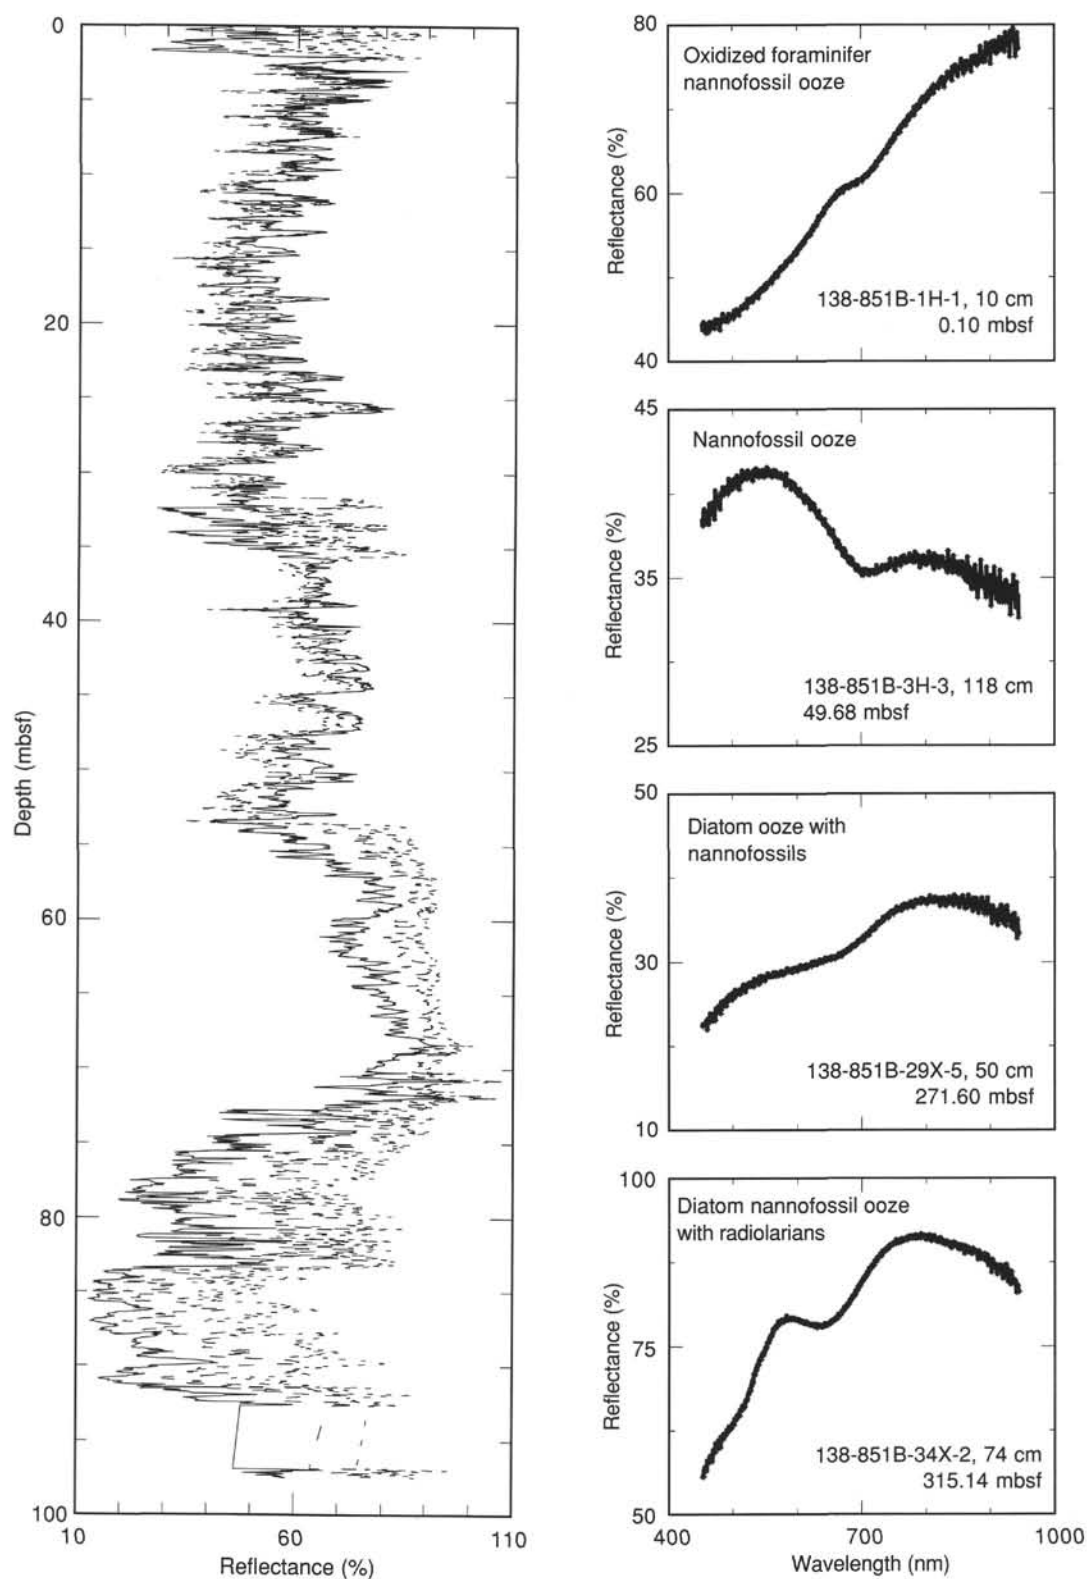 0
20
40
60
80
100
Depth (mbsf)
10
60
110
Reflectance (%)
80
60
40
Reflectance (%)
Oxidized foraminifer
nannofossil ooze
138-851B-1H-1, 10 cm
0.10 mbsf
45
35
25
Reflectance (%)
Nannofossil ooze
138-851B-3H-3, 118 cm
49.68 mbsf
50
30
10
Reflectance (%)
Diatom ooze with
nannofossils
138-851B-29X-5, 50 cm
271.60 mbsf
100
75
50
Reflectance (%)
Diatom nannofossil ooze
with radiolarians
138-851B-34X-2, 74 cm
315.14 mbsf
400
700
1000
Wavelength (nm)